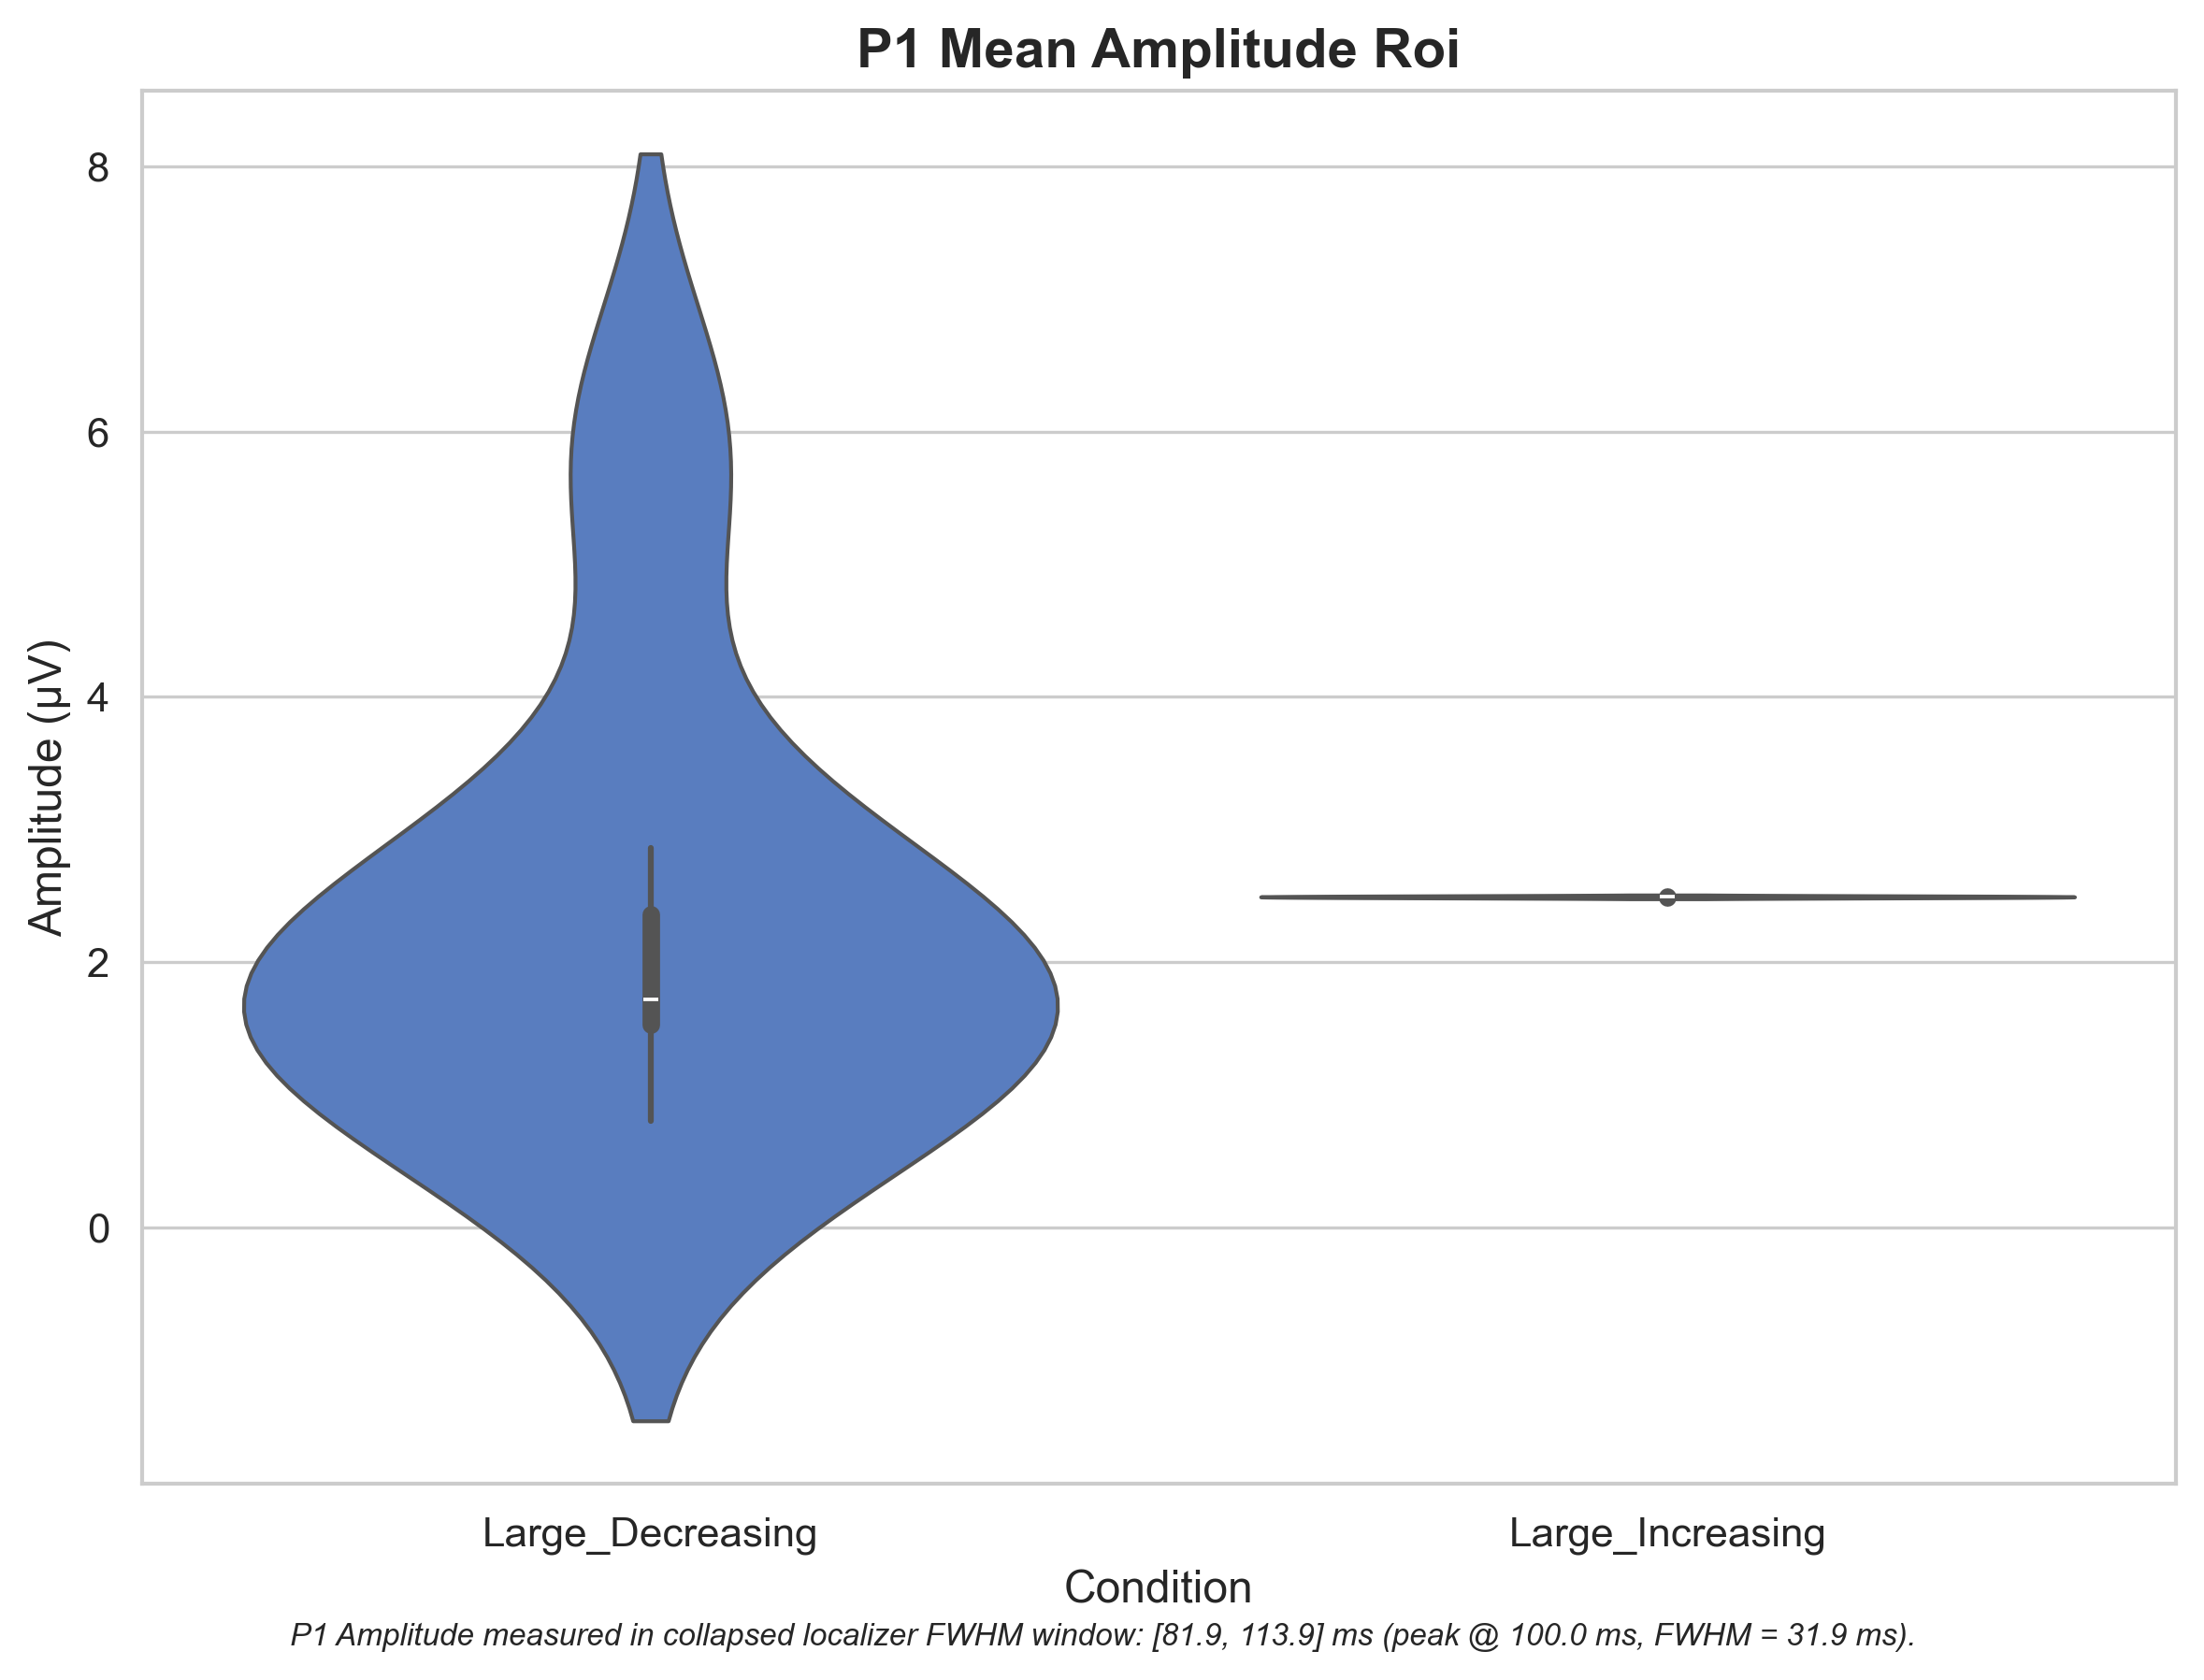 P1 Mean Amplitude Roi
8
6
4
2
0
Amplitude (µV)
Large_Decreasing
Large_Increasing
Condition
P1 Amplitude measured in collapsed localizer FWHM window: [81.9, 113.9] ms (peak @ 100.0 ms, FWHM = 31.9 ms).